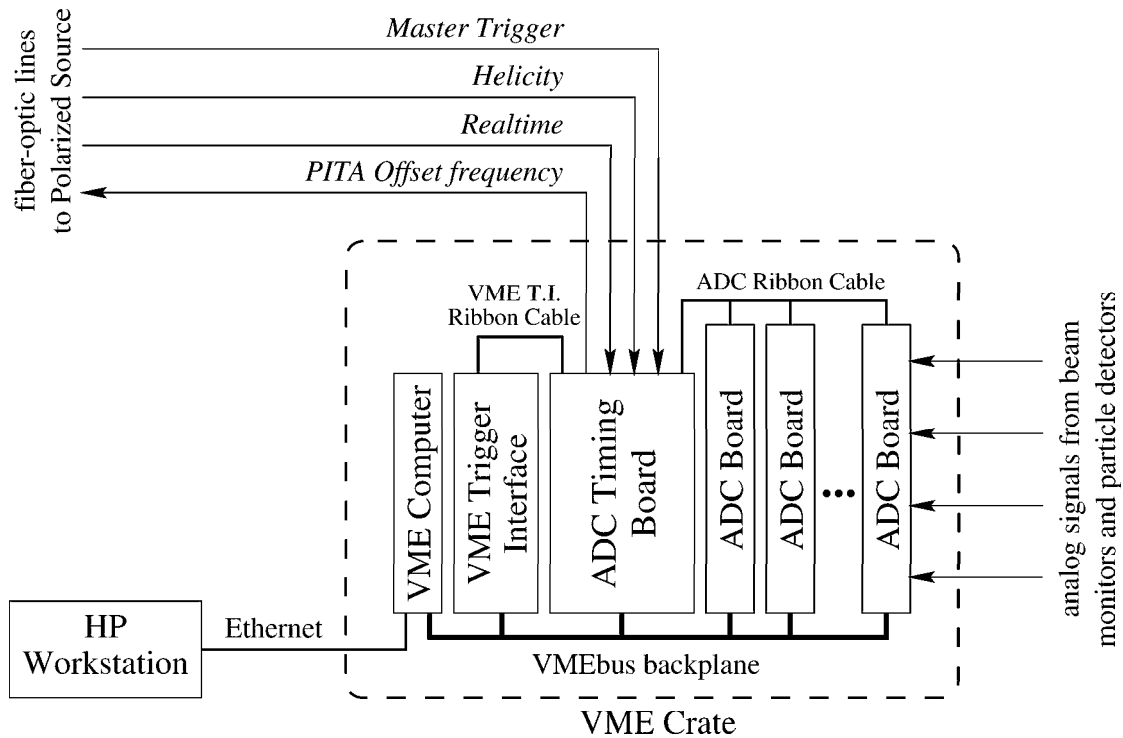 Master Trigger
Helicity
Realtime
PITA Offset frequency
fiber-optic lines
to Polarized Source
VME T.I.
Ribbon Cable
ADC Ribbon Cable
VME Computer
VME Trigger
Interface
ADC Timing
Board
ADC Board
ADC Board
•••
ADC Board
analog signals from beam
monitors and particle detectors
HP
Workstation
Ethernet
VMEbus backplane
VME Crate